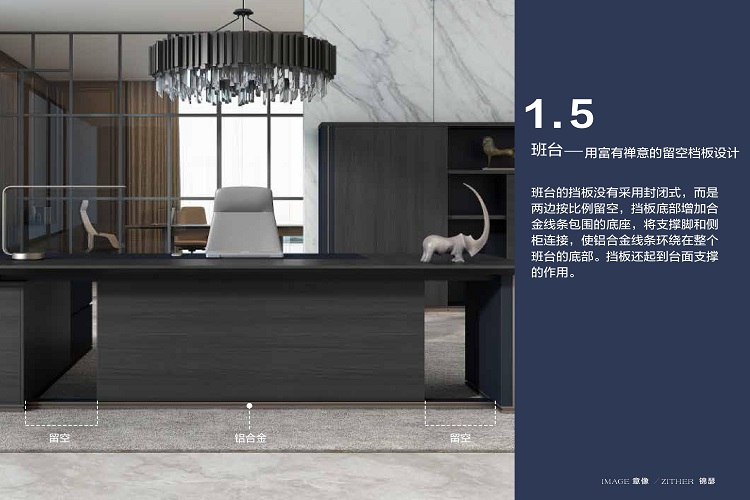 1.5
班台—用富有禅意的留空档板设计
班台的挡板没有采用封闭式，而是
两边按比例留空，挡板底部增加合
金线条包围的底座，将支撑脚和侧
柜连接，使铝合金线条环绕在整个
班台的底部。挡板还起到台面支撑
的作用。
留空
铝合金
留空
IMAGE 意像 / ZITHER 锦瑟